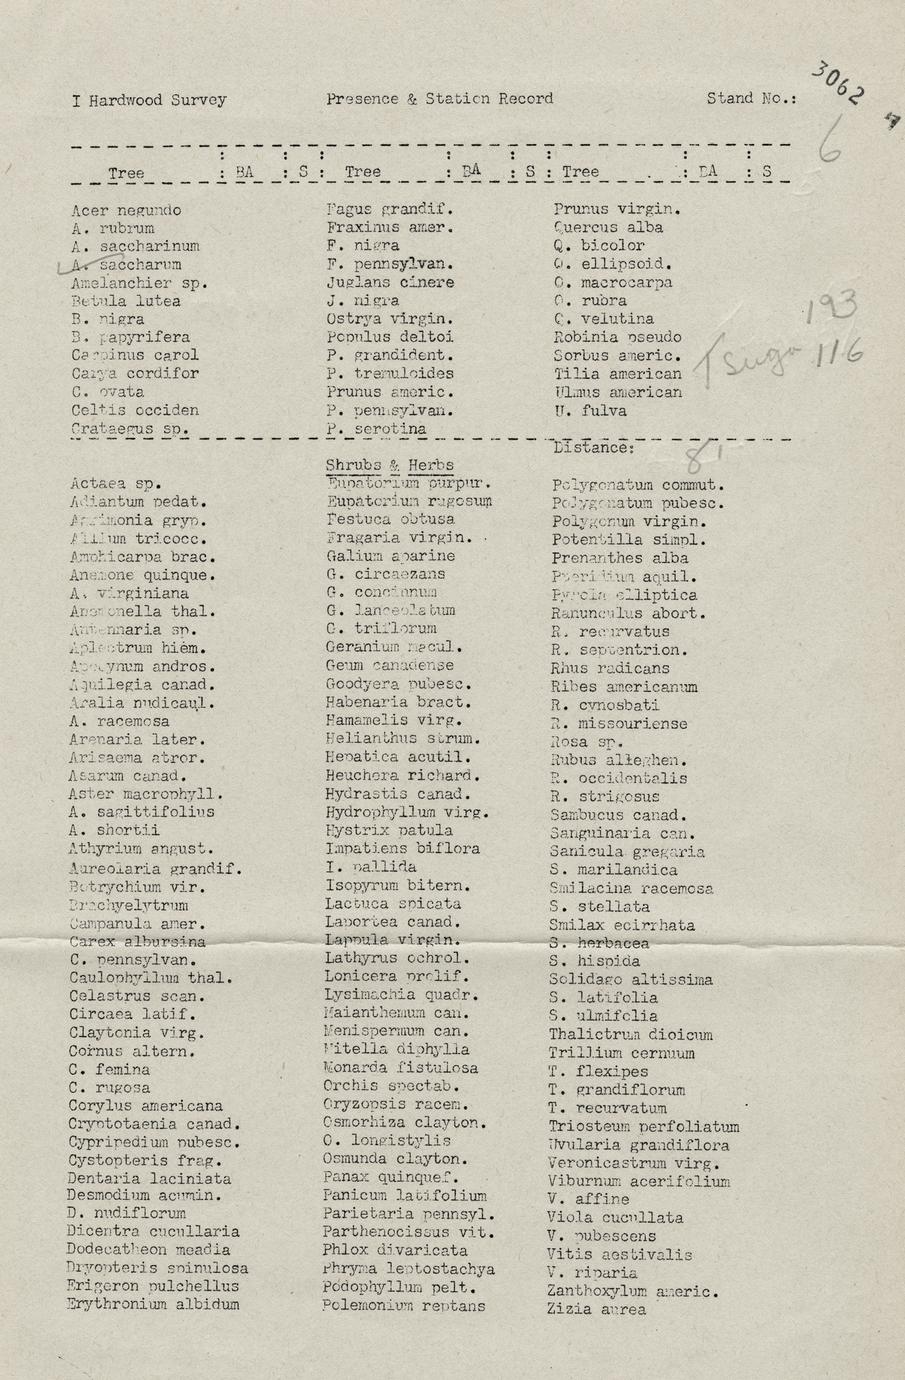 3062
I Hardwood Survey Presence & Station Record Stand No.:
6
Tree : BA : S : Tree : BA : S : Tree : BA : S
Acer negundo Fagus grandif. Prunus virgin.
A. rubrum Fraxinus amer. Quercus alba
A. saccharinum F. nigra Q. bicolor
A. saccharum F. pennsylvan. Q. ellipsoid.
Amelanchier sp. Juglans cinere Q. macrocarpa
Betula lutea J. nigra Q. rubra
B. nigra Ostrya virgin. Q. velutina 193
B. papyrifera Populus deltoi Robinia pseudo
Carpinus carol P. grandident. Sorbus americ. Tsuga 116
Carya cordifor P. tremuloides Tilia american
C. ovata Prunus americ. Ulmus american
Celtis occiden P. pennsylvan. U. fulva
Crataegus sp. P. serotina
Distance: 81
Shrubs & Herbs
Actaea sp. Eupatorium purpur. Polygonatum commut.
Adiantum pedat. Eupatorium rugosum Polygonatum pubesc.
Agrimonia gryp. Festuca obtusa Polygonum virgin.
Allium tricocc. Fragaria virgin. Potentilla simpl.
Amphicarpa brac. Galium aparine Prenanthes alba
Anemone quinque. G. circaezans Pteridium aquil.
A. virginiana G. concinnum Pyrola elliptica
Anemonella thal. G. lanceolatum Ranunculus abort.
Antennaria sp. G. triflorum R. recurvatus
Aplectrum hiem. Geranium macul. R. septentrion.
Apocynum andros. Geum canadense Rhus radicans
Aquilegia canad. Goodyera pubesc. Ribes americanum
Aralia nudicaul. Habenaria bract. R. cynosbati
A. racemosa Hamamelis virg. R. missouriense
Arenaria later. Helianthus strum. Rosa sp.
Arisaema atror. Hepatica acutil. Rubus alleghen.
Asarum canad. Heuchera richard. R. occidentalis
Aster macrophyll. Hydrastis canad. R. strigosus
A. sagittifolius Hydrophyllum virg. Sambucus canad.
A. shortii Hystrix patula Sanguinaria can.
Athyrium angust. Impatiens biflora Sanicula gregaria
Aureolaria grandif. I. pallida S. marilandica
Botrychium vir. Isopyrum bitern. Smilacina racemosa
Brachyelytrum Lactuca spicata S. stellata
Campanula amer. Laportea canad. Smilax ecirrhata
Carex albursina Lappula virgin. S. herbacea
C. pennsylvan. Lathyrus ochrol. S. hispida
Caulophyllum thal. Lonicera prolif. Solidago altissima
Celastrus scan. Lysimachia quadr. S. latifolia
Circaea latif. Maianthemum can. S. ulmifolia
Claytonia virg. Menispermum can. Thalictrum dioicum
Cornus altern. Mitella diphylla Trillium cernuum
C. femina Monarda fistulosa T. flexipes
C. rugosa Orchis spectab. T. grandiflorum
Corylus americana Oryzopsis racem. T. recurvatum
Cryptotaenia canad. Osmorhiza clayton. Triosteum perfoliatum
Cypripedium pubesc. O. longistylis Uvularia grandiflora
Cystopteris frag. Osmunda clayton. Veronicastrum virg.
Dentaria laciniata Panax quinquef. Viburnum acerifolium
Desmodium acumin. Panicum latifolium V. affine
D. nudiflorum Parietaria pennsyl. Viola cucullata
Dicentra cucullaria Parthenocissus vit. V. pubescens
Dodecatheon meadia Phlox divaricata Vitis aestivalis
Dryopteris spinulosa Phryma leptostachya V. riparia
Erigeron pulchellus Podophyllum pelt. Zanthoxylum americ.
Erythronium albidum Polemonium reptans Zizia aurea